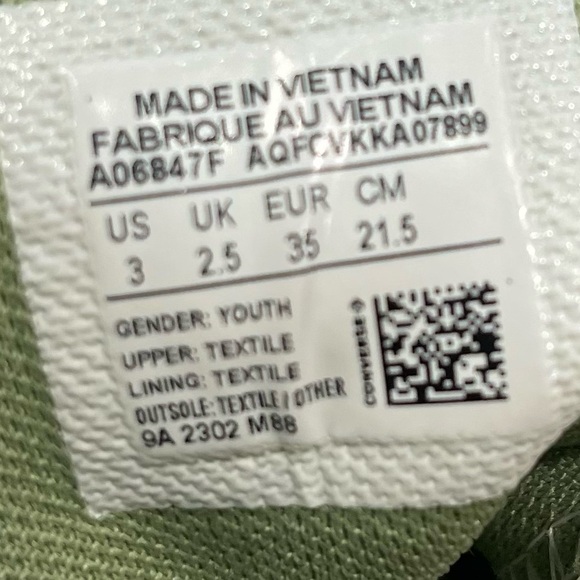 MADE IN VIETNAM
FABRIQUE AU VIETNAM
A06847F AQFCVKKA07899
US UK EUR CM
3 2.5 35 21.5
GENDER: YOUTH
UPPER: TEXTILE
LINING: TEXTILE
OUTSOLE: TEXTILE / OTHER
9A 2302 M88
CONVERSE®